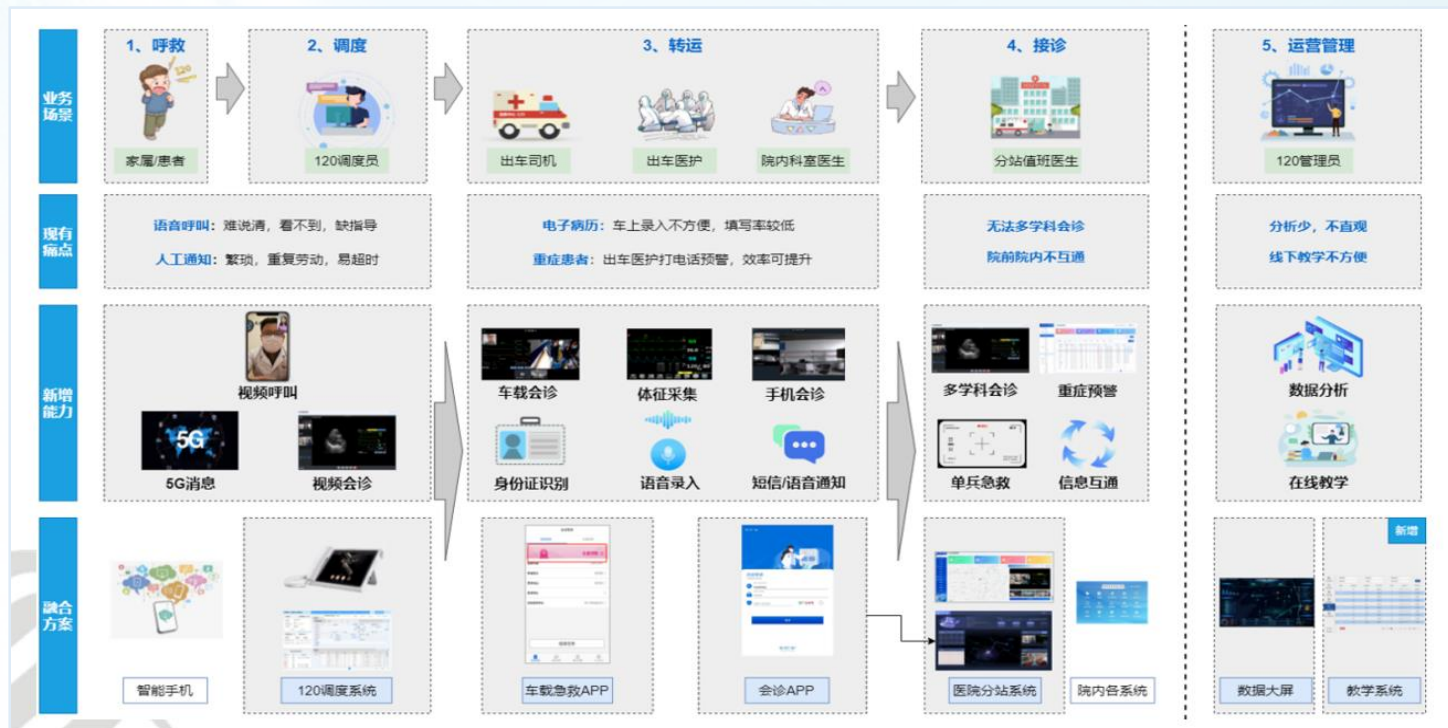 业务场景
1、呼救
2、调度
3、转运
4、接诊
5、运营管理
120
家属/患者
120调度员
出车司机
出车医护
院内科室医生
分站值班医生
120管理员
现有痛点
语音呼叫：难说清，看不到，缺指导
人工通知：繁琐，重复劳动，易超时
电子病历：车上录入不方便，填写率较低
重症患者：出车医护打电话预警，效率可提升
无法多学科会诊
院前院内不互通
分析少，不直观
线下教学不方便
新增能力
视频呼叫
5G
5G消息
视频会诊
车载会诊
体征采集
手机会诊
身份证识别
语音录入
短信/语音通知
多学科会诊
重症预警
单兵急救
信息互通
数据分析
在线教学
融合方案
新增
智能手机
120调度系统
车载急救APP
会诊APP
医院分站系统
院内各系统
数据大屏
教学系统